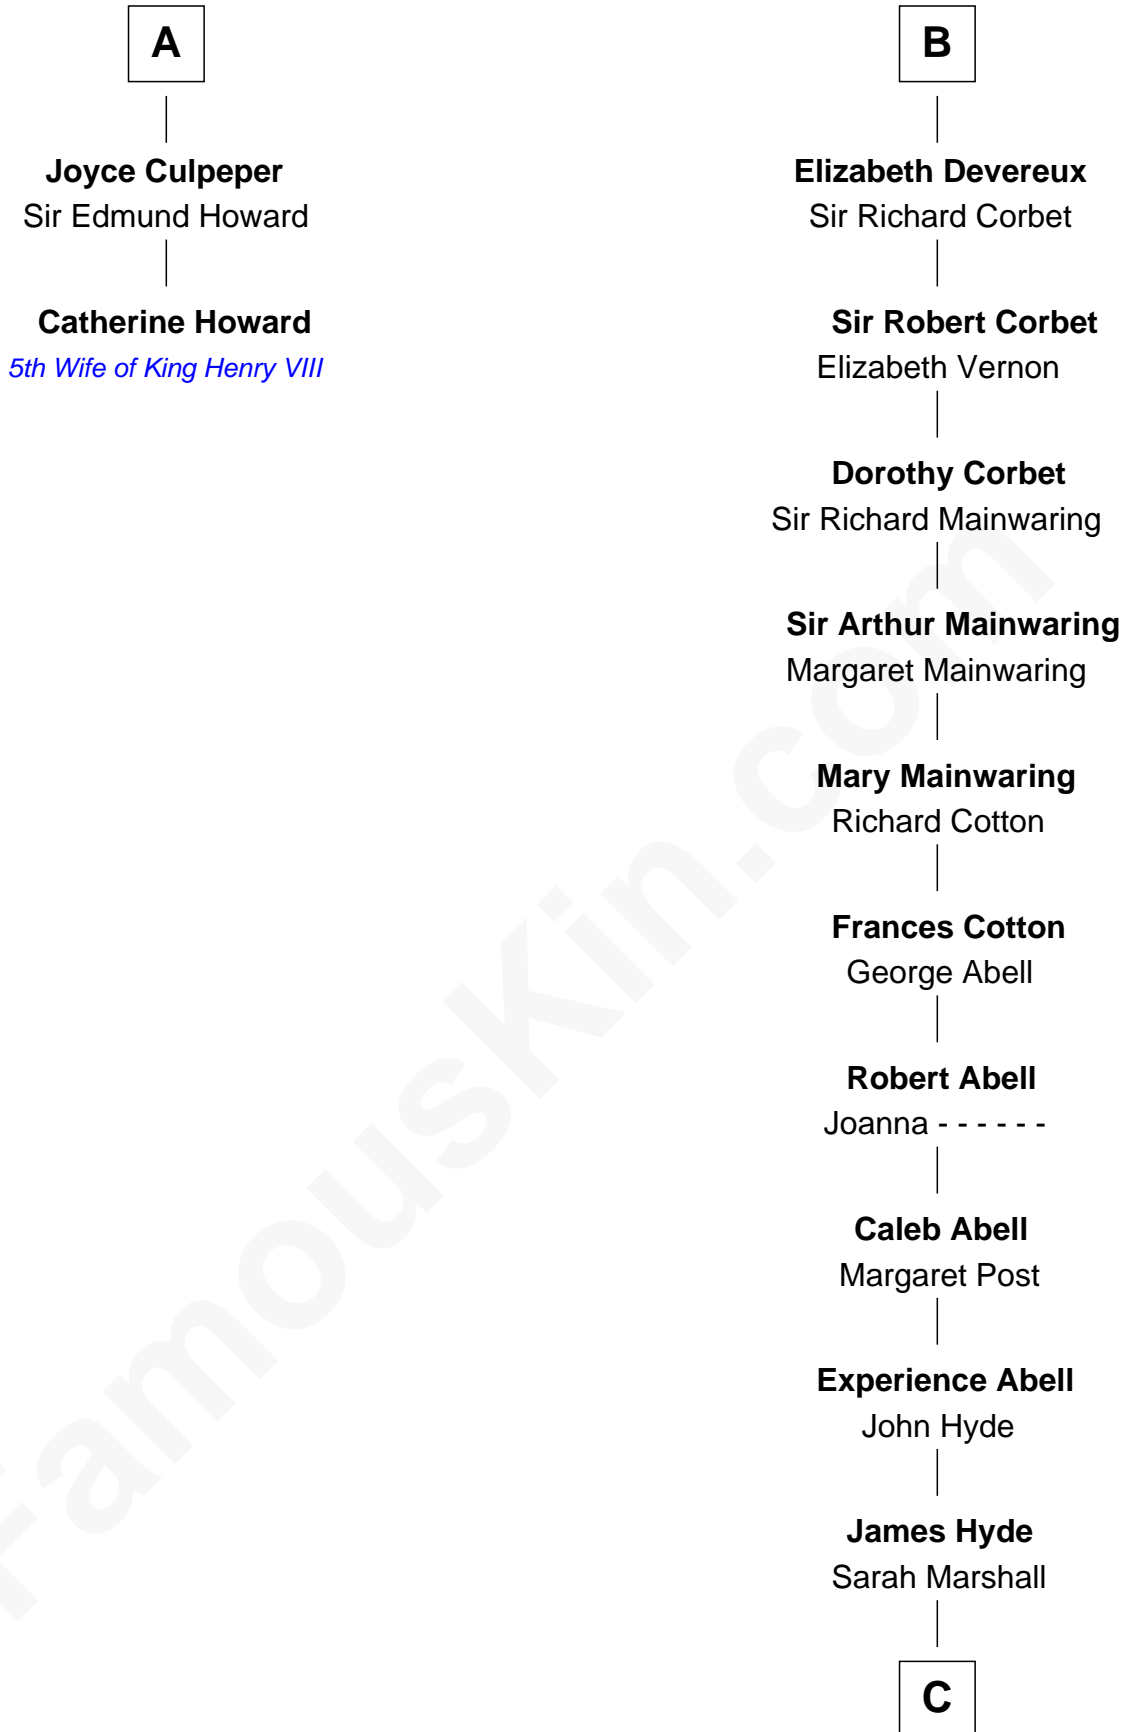 A
Joyce Culpeper
Sir Edmund Howard
Catherine Howard
5th Wife of King Henry VIII
B
Elizabeth Devereux
Sir Richard Corbet
Sir Robert Corbet
Elizabeth Vernon
Dorothy Corbet
Sir Richard Mainwaring
Sir Arthur Mainwaring
Margaret Mainwaring
Mary Mainwaring
Richard Cotton
Frances Cotton
George Abell
Robert Abell
Joanna - - - - - -
Caleb Abell
Margaret Post
Experience Abell
John Hyde
James Hyde
Sarah Marshall
C
FamousKin.com